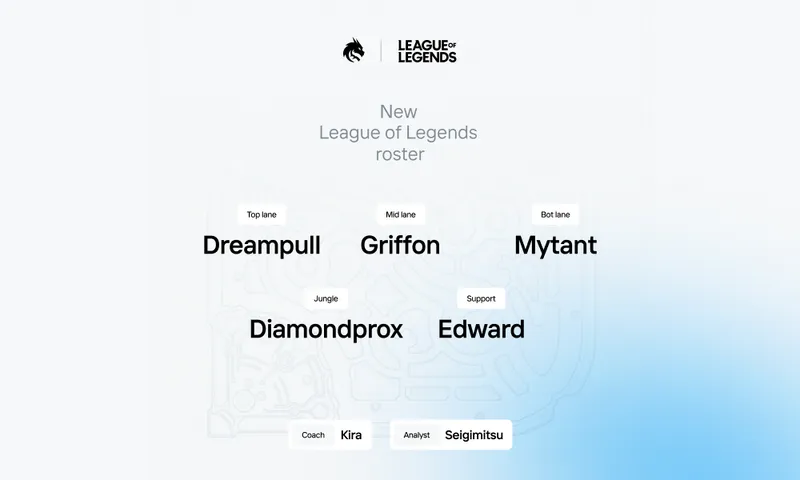 LEAGUE OF
LEGENDS
New
League of Legends
roster
Top lane
Dreampull
Mid lane
Griffon
Bot lane
Mytant
Jungle
Diamondprox
Support
Edward
Coach Kira
Analyst Seigimitsu